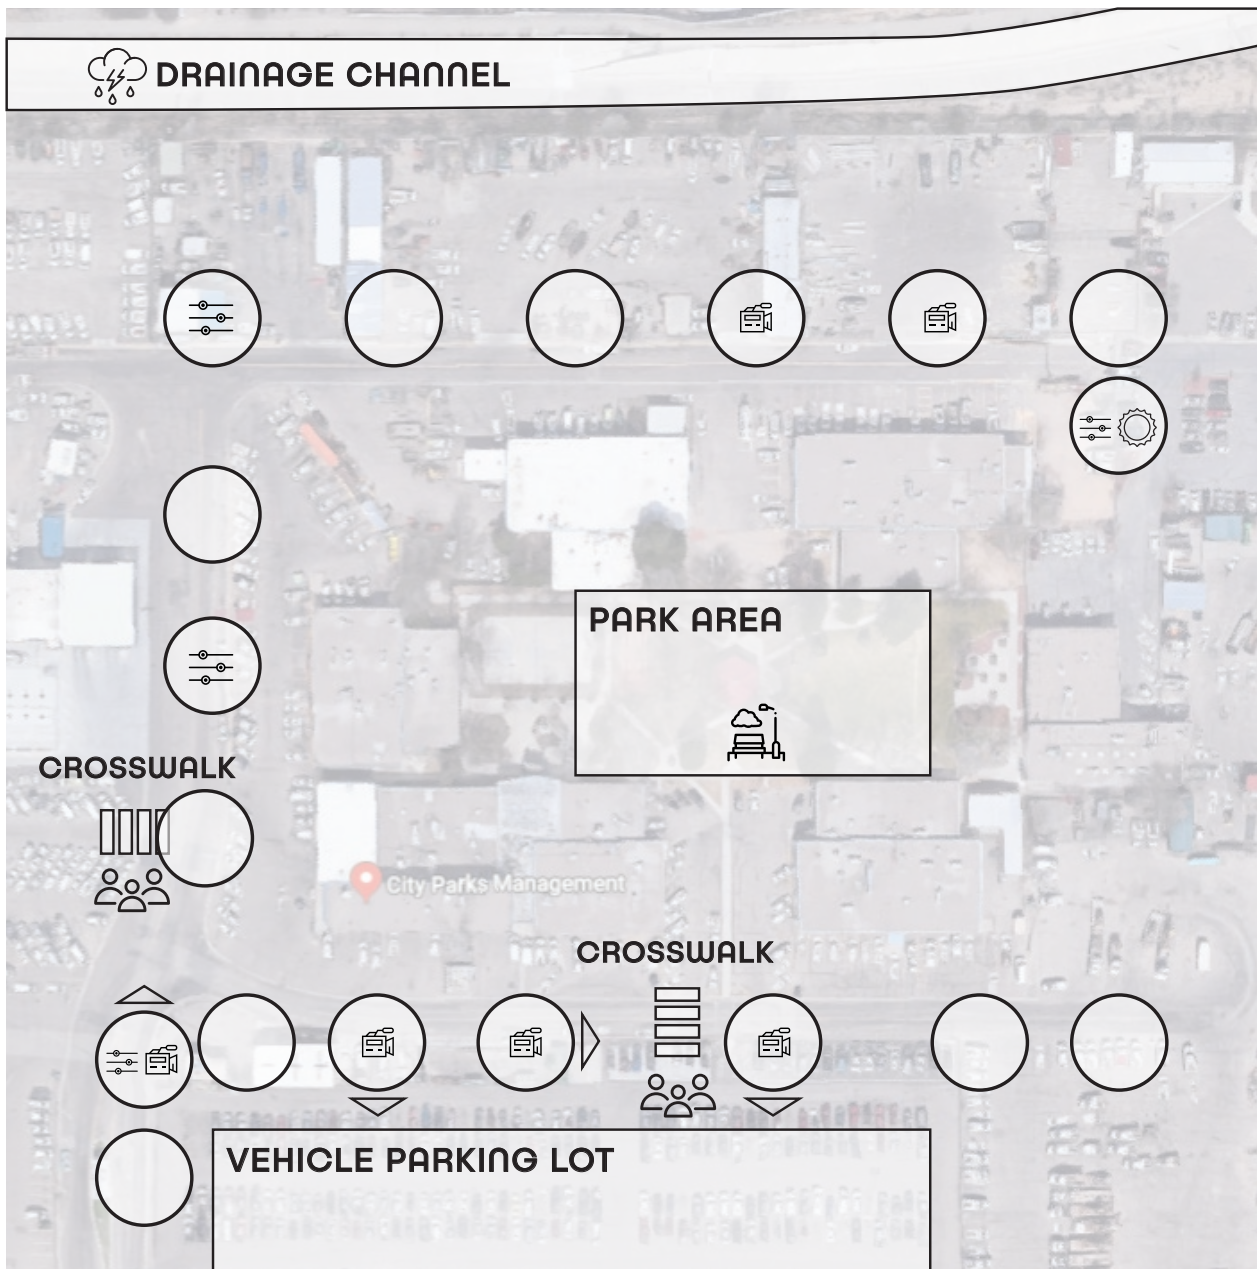 DRAINAGE CHANNEL
PARK AREA
CROSSWALK
City Parks Management
CROSSWALK
VEHICLE PARKING LOT